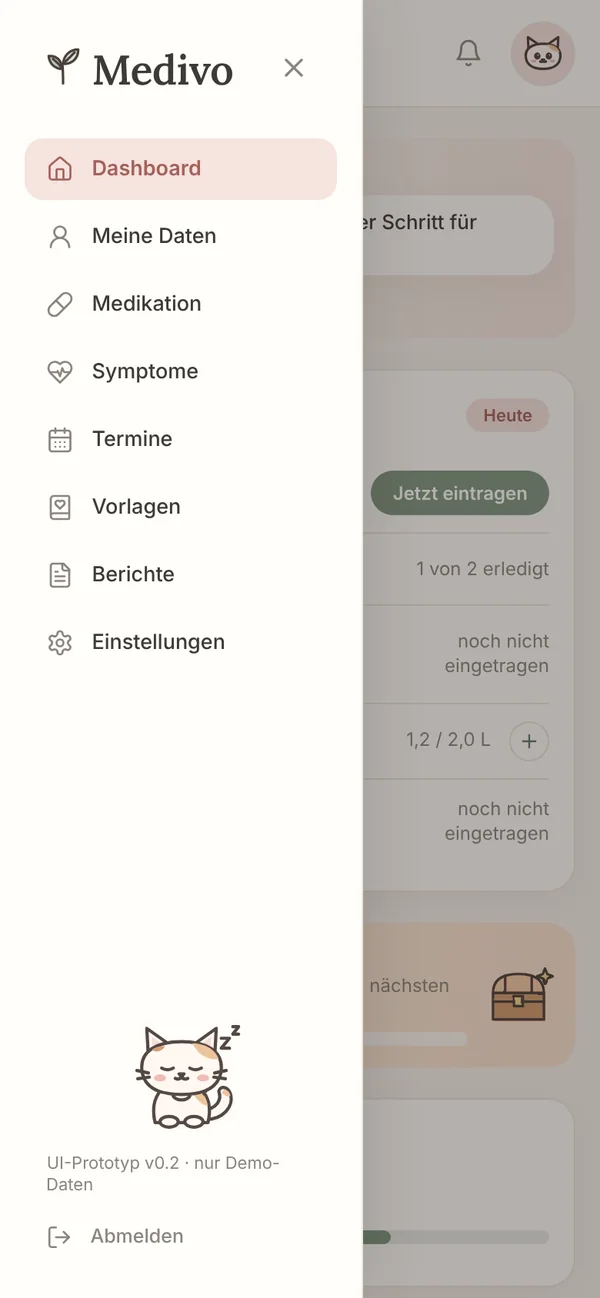 Medivo
Dashboard
Meine Daten
Medikation
Symptome
Termine
Vorlagen
Berichte
Einstellungen
zz
UI-Prototyp v0.2 · nur Demo-
Daten
Abmelden
er Schritt für
Heute
Jetzt eintragen
1 von 2 erledigt
noch nicht
eingetragen
1,2 / 2,0 L
noch nicht
eingetragen
nächsten